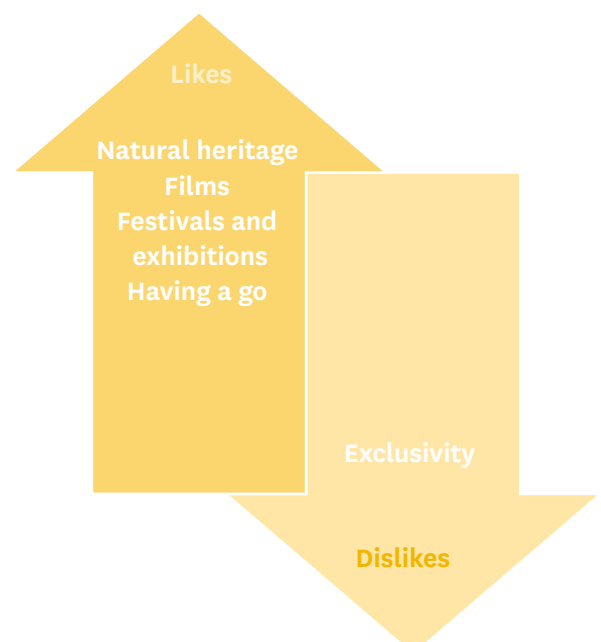 Likes
Natural heritage
Films
Festivals and
exhibitions
Having a go
Exclusivity
Dislikes